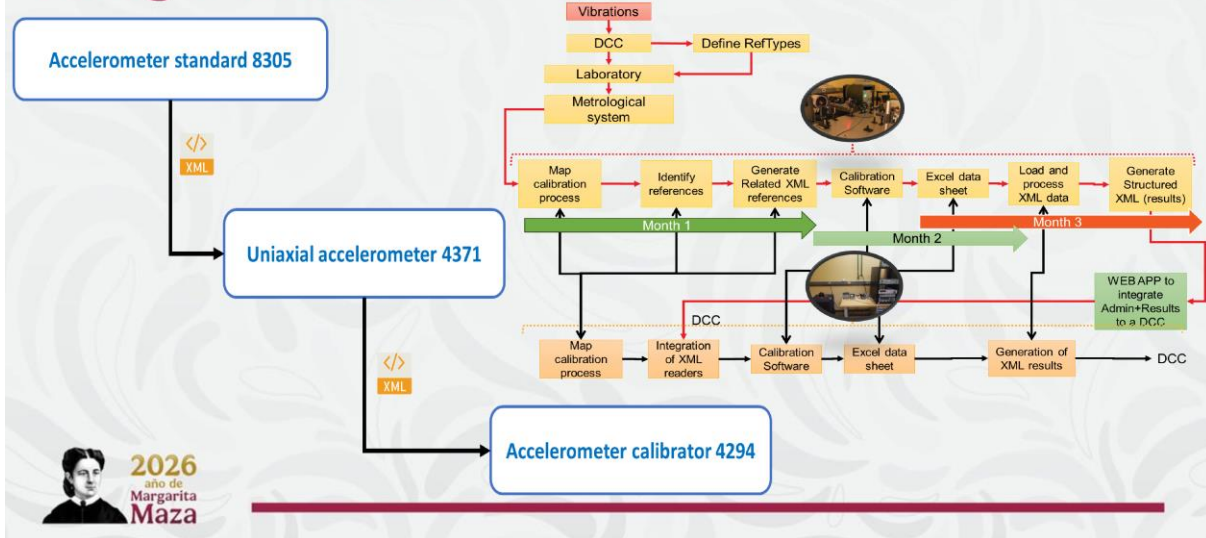 Accelerometer standard 8305
</>
XML
Uniaxial accelerometer 4371
</>
XML
Accelerometer calibrator 4294
Vibrations
DCC
Define RefTypes
Laboratory
Metrological
system
Map
calibration
process
Identify
references
Generate
Related XML
references
Calibration
Software
Excel data
sheet
Load and
process
XML data
Generate
Structured
XML (results)
Month 1
Month 2
Month 3
WEB APP to
integrate
Admin+Results
to a DCC
DCC
Map
calibration
process
Integration
of XML
readers
Calibration
Software
Excel data
sheet
Generation of
XML results
DCC
2026
año de
Margarita
Maza